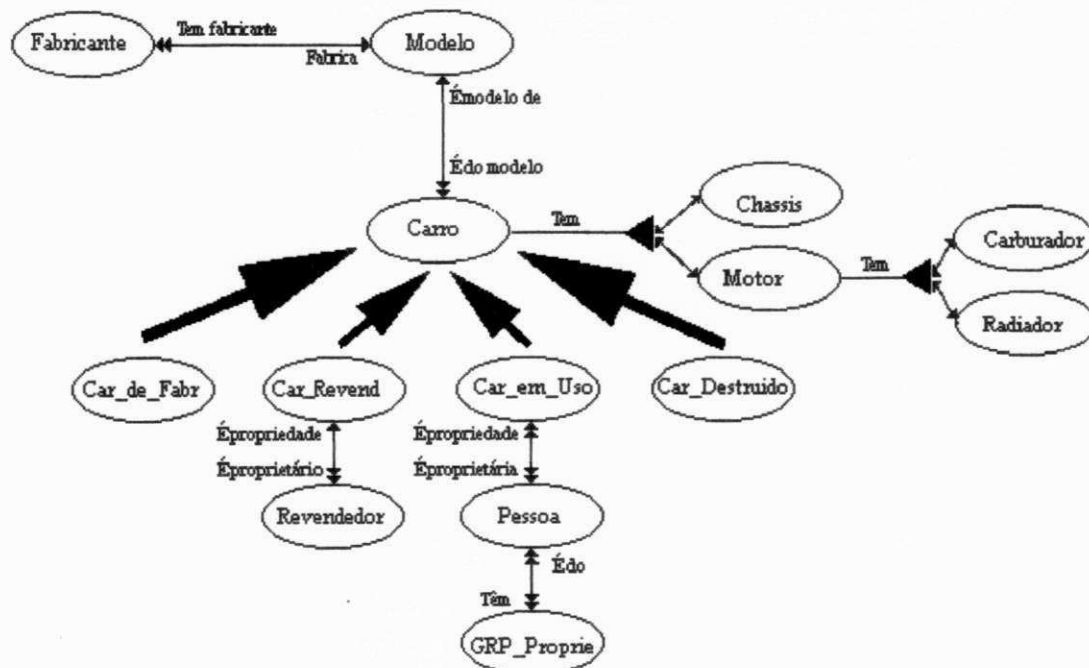 Tem fabricante
Fabricante
Modelo
Fabrica
Émodelo de
Édo modelo
Chassis
Carro
Tem
Carburador
Motor
Tem
Radiador
Car_de_Fabr
Car_Revend
Car_em_Uso
Car_Destruido
Épropriedade
Épropriedade
Éproprietário
Éproprietária
Revendedor
Pessoa
Édo
Têm
GRP_Proprie